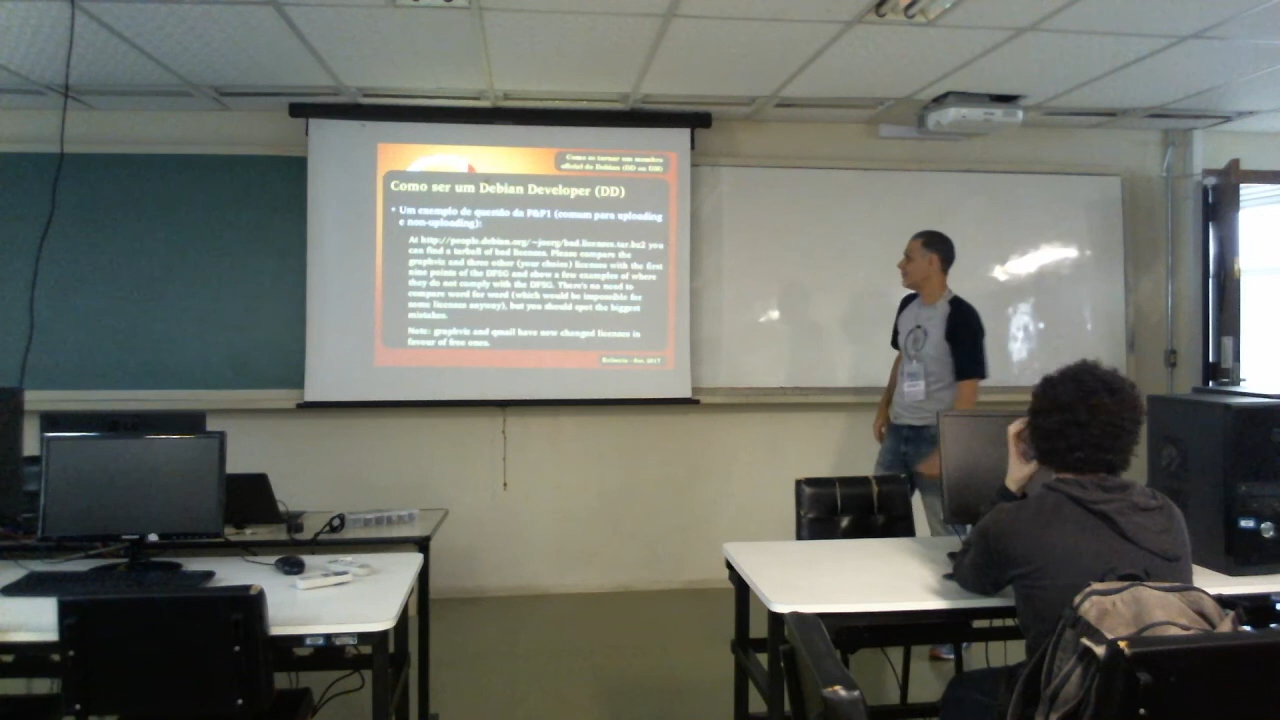 Como se tornar um membro
oficial do Debian (DD ou DM)
Como ser um Debian Developer (DD)
Um exemplo de questão da P&P1 (comum para uploading
e non-uploading):
At http://people.debian.org/~joerg/bad.licenses.tar.bz2 you
can find a tarball of bad licenses. Please compare the
graphviz and three other (your choice) licenses with the first
nine points of the DFSG and show a few examples of where
they do not comply with the DFSG. There's no need to
compare word for word (which would be impossible for
some licenses anyway), but you should spot the biggest
mistakes.
Note: graphviz and qmail have now changed licenses in
favour of free ones.
2017